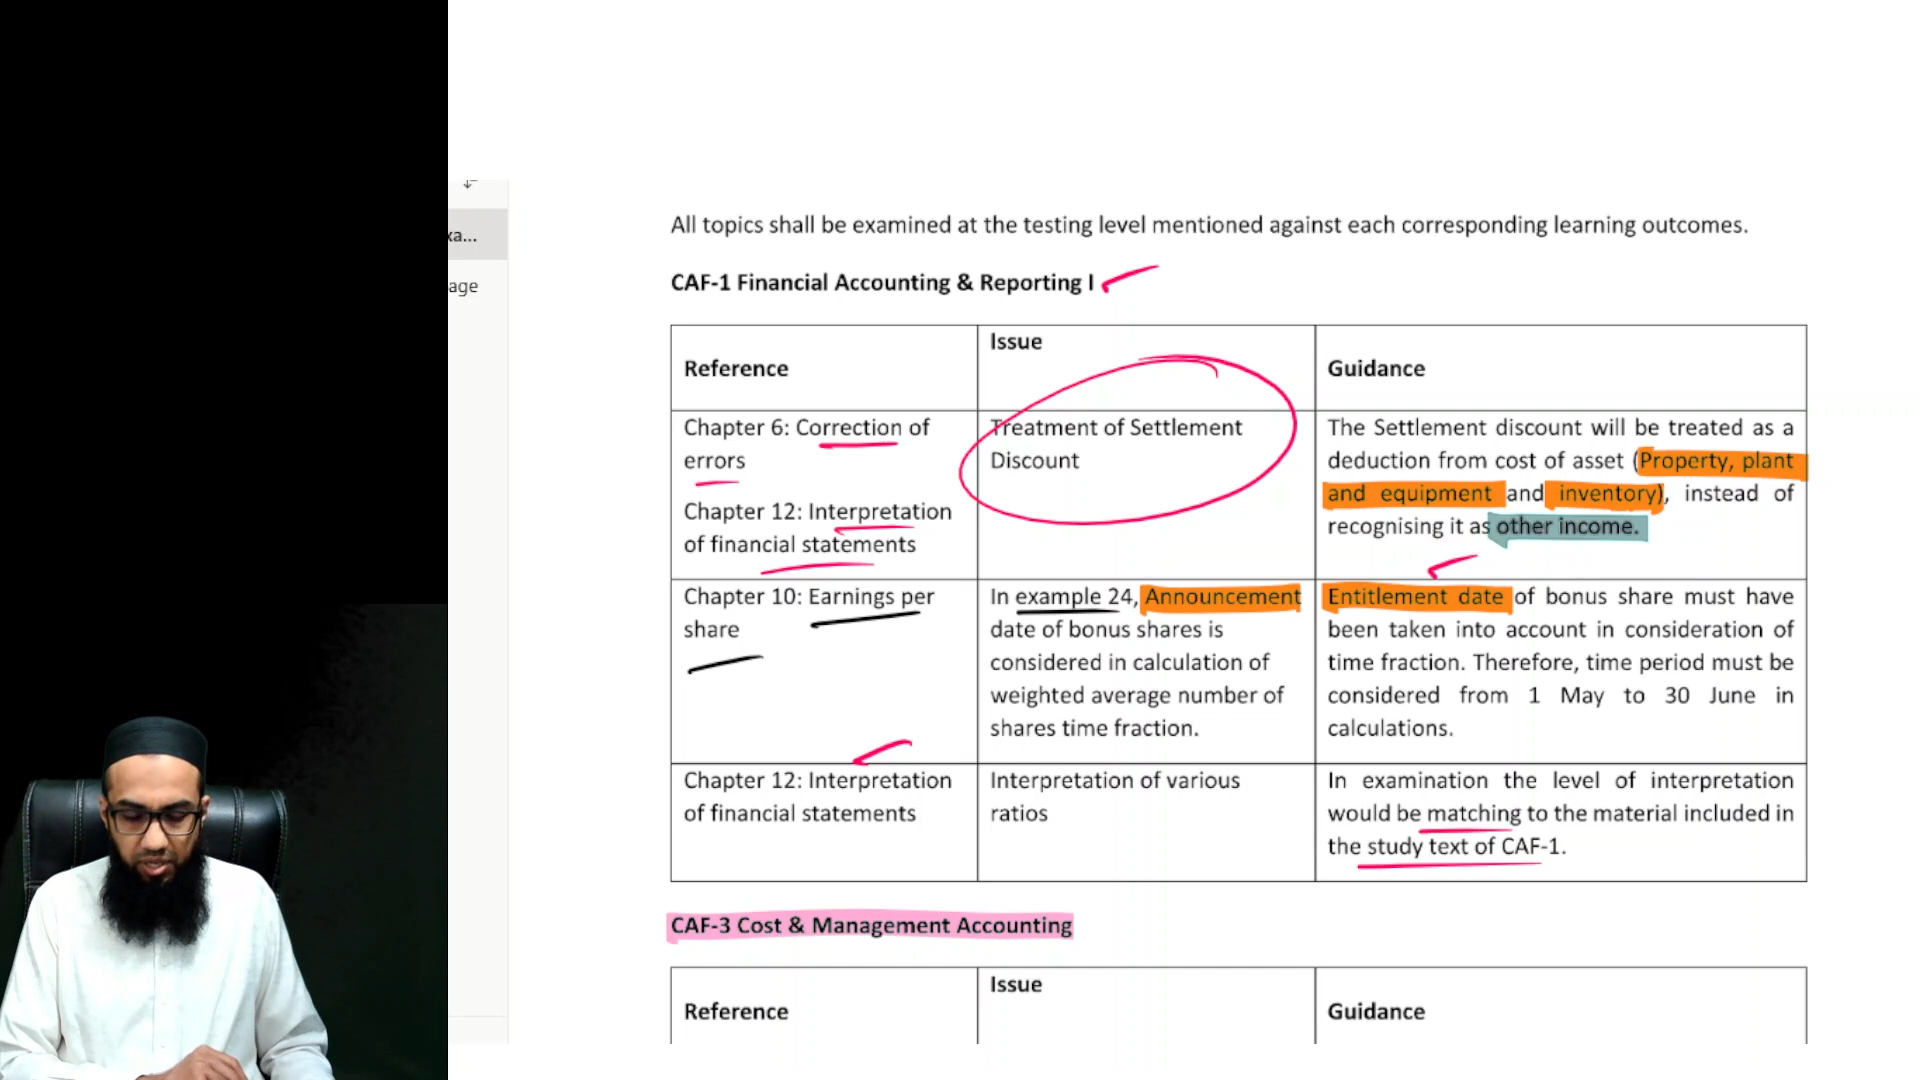 xa...
age
All topics shall be examined at the testing level mentioned against each corresponding learning outcomes.
CAF-1 Financial Accounting & Reporting I
Reference
Issue
Guidance
Chapter 6: Correction of
errors
Chapter 12: Interpretation
of financial statements
Treatment of Settlement
Discount
The Settlement discount will be treated as a
deduction from cost of asset (Property, plant
and equipment and inventory), instead of
recognising it as other income.
Chapter 10: Earnings per
share
In example 24, Announcement
date of bonus shares is
considered in calculation of
weighted average number of
shares time fraction.
Entitlement date of bonus share must have
been taken into account in consideration of
time fraction. Therefore, time period must be
considered from 1 May to 30 June in
calculations.
Chapter 12: Interpretation
of financial statements
Interpretation of various
ratios
In examination the level of interpretation
would be matching to the material included in
the study text of CAF-1.
CAF-3 Cost & Management Accounting
Reference
Issue
Guidance